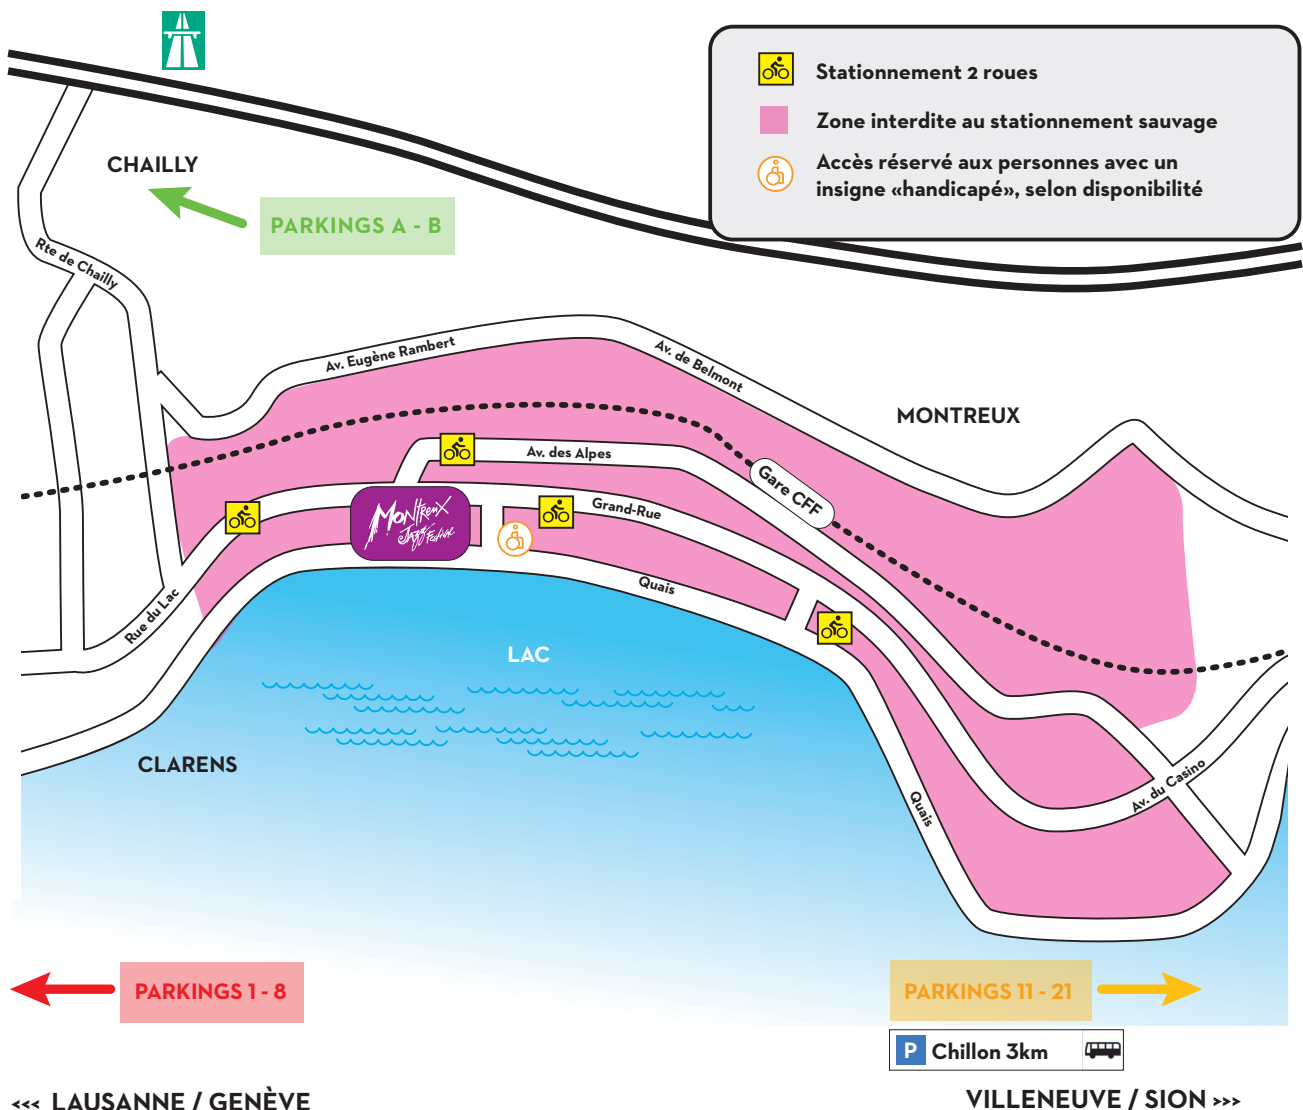 Stationnement 2 roues
Zone interdite au stationnement sauvage
Accès réservé aux personnes avec un
insigne «handicapé», selon disponibilité
CHAILLY
PARKINGS A - B
Rte de Chailly
Av. Eugène Rambert
Av. de Belmont
MONTREUX
Av. des Alpes
Gare CFF
Grand-Rue
MONTREUX
JAZZ Festival
Quais
Rue du Lac
LAC
CLARENS
Av. du Casino
Quais
PARKINGS 1 - 8
PARKINGS 11 - 21
P Chillon 3km
<<< LAUSANNE / GENÈVE
VILLENEUVE / SION >>>